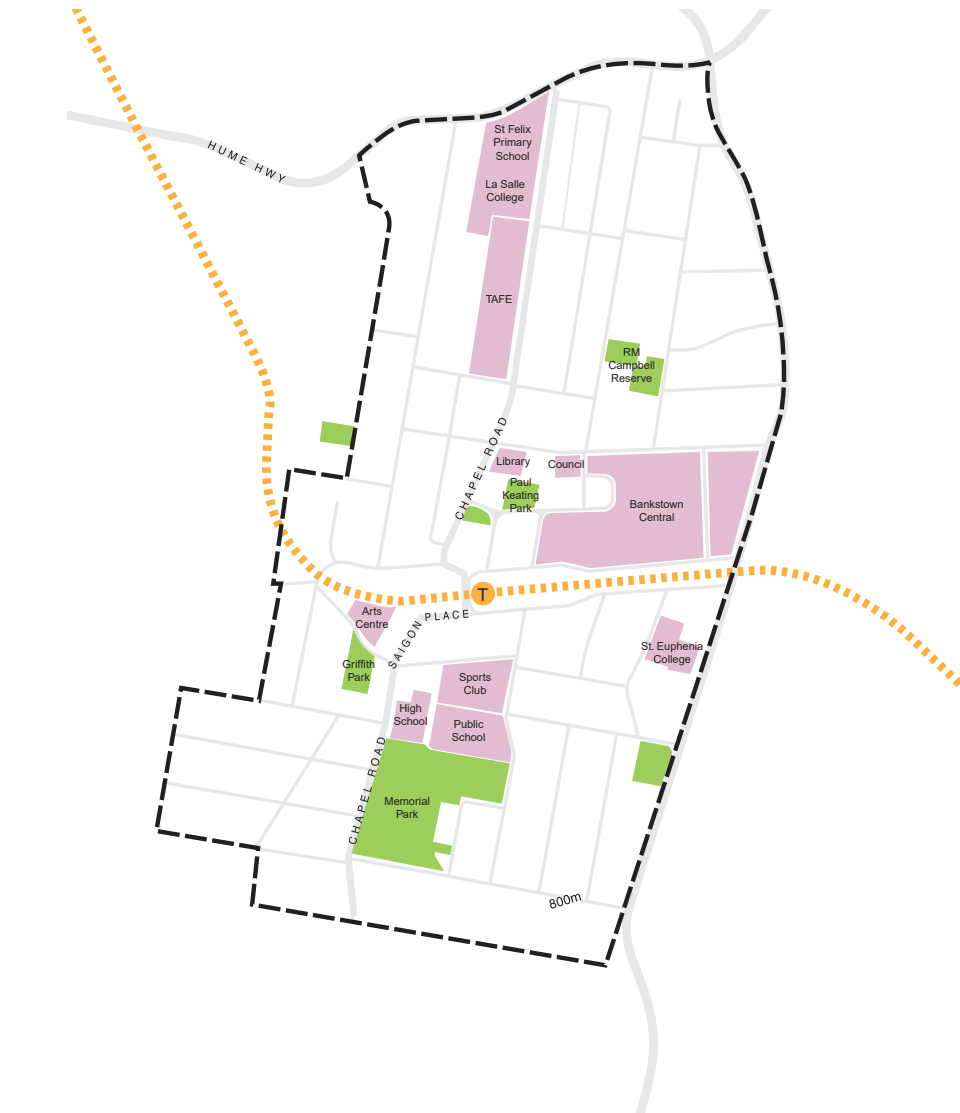 HUME HWY
St Felix
Primary
School
La Salle
College
TAFE
RM
Campbell
Reserve
CHAPEL ROAD
Library
Council
Paul
Keating
Park
Bankstown
Central
T
Arts
Centre
SAIGON PLACE
Griffith
Park
St. Euphenia
College
Sports
Club
High
School
Public
School
CHAPEL ROAD
Memorial
Park
800m